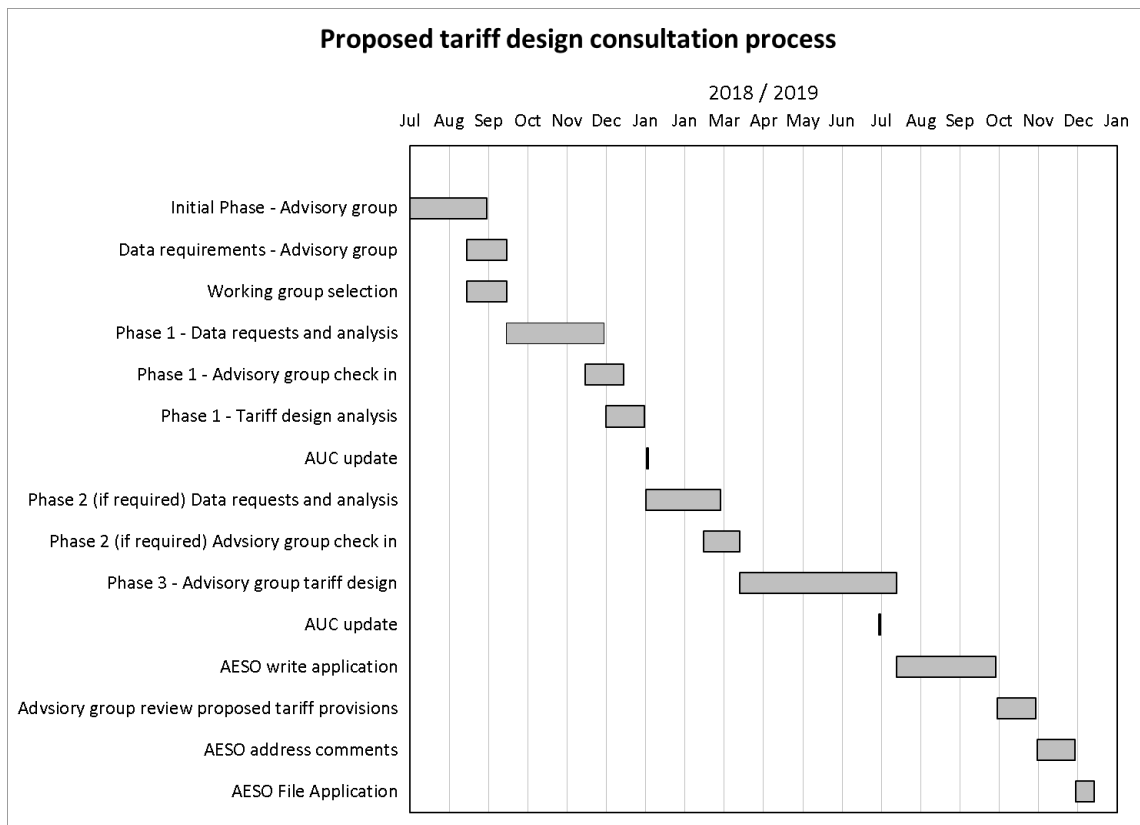 Proposed tariff design consultation process
2018 / 2019
Jul Aug Sep Oct Nov Dec Jan Jan Mar Apr May Jun Jul Aug Sep Oct Nov Dec Jan
Initial Phase - Advisory group
Data requirements - Advisory group
Working group selection
Phase 1 - Data requests and analysis
Phase 1 - Advisory group check in
Phase 1 - Tariff design analysis
AUC update
Phase 2 (if required) Data requests and analysis
Phase 2 (if required) Advsiory group check in
Phase 3 - Advisory group tariff design
AUC update
AESO write application
Advsiory group review proposed tariff provisions
AESO address comments
AESO File Application